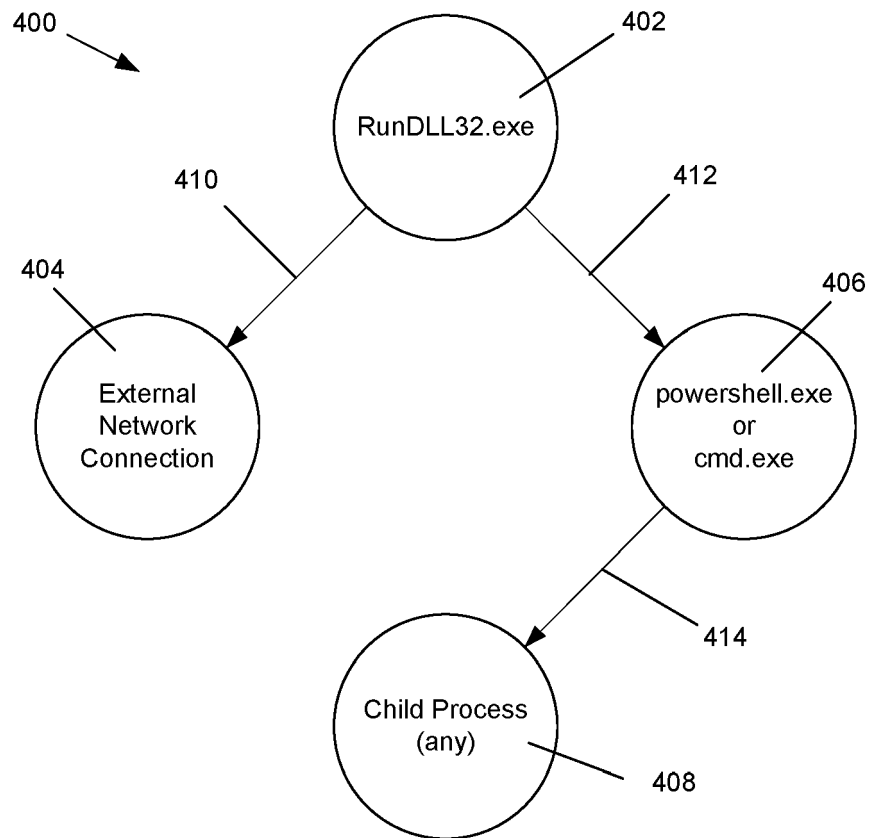 400
402
RunDLL32.exe
410
412
404
406
External
Network
Connection
powershell.exe
or
cmd.exe
414
Child Process
(any)
408